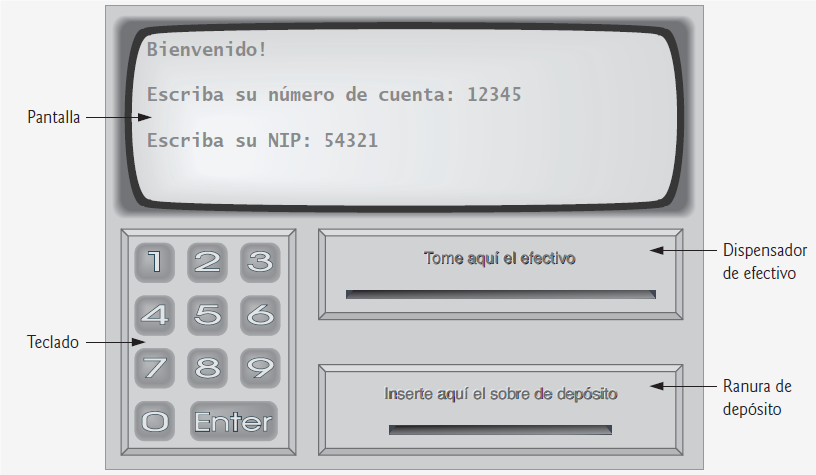 Bienvenido!
Escriba su número de cuenta: 12345
Pantalla
Escriba su NIP: 54321
Tome aquí el efectivo
Dispensador
de efectivo
1 2 3
4 5 6
Teclado
7 8 9
0 Enter
Inserte aquí el sobre de depósito
Ranura de
depósito